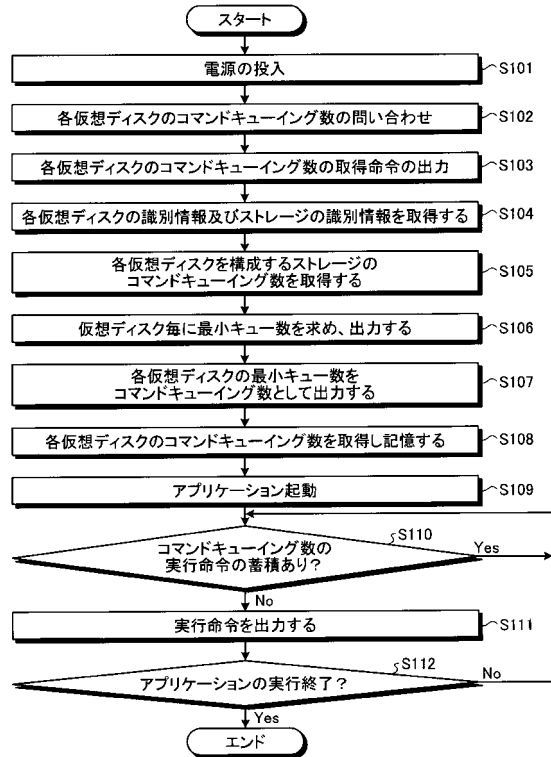 スタート
電源の投入
S101
各仮想ディスクのコマンドキューイング数の問い合わせ
S102
各仮想ディスクのコマンドキューイング数の取得命令の出力
S103
各仮想ディスクの識別情報及びストレージの識別情報を取得する
S104
各仮想ディスクを構成するストレージの
コマンドキューイング数を取得する
S105
仮想ディスク毎に最小キュー数を求め、出力する
S106
各仮想ディスクの最小キュー数を
コマンドキューイング数として出力する
S107
各仮想ディスクのコマンドキューイング数を取得し記憶する
S108
アプリケーション起動
S109
コマンドキューイング数の
実行命令の蓄積あり？
S110
Yes
No
実行命令を出力する
S111
アプリケーションの実行終了？
S112
No
Yes
エンド